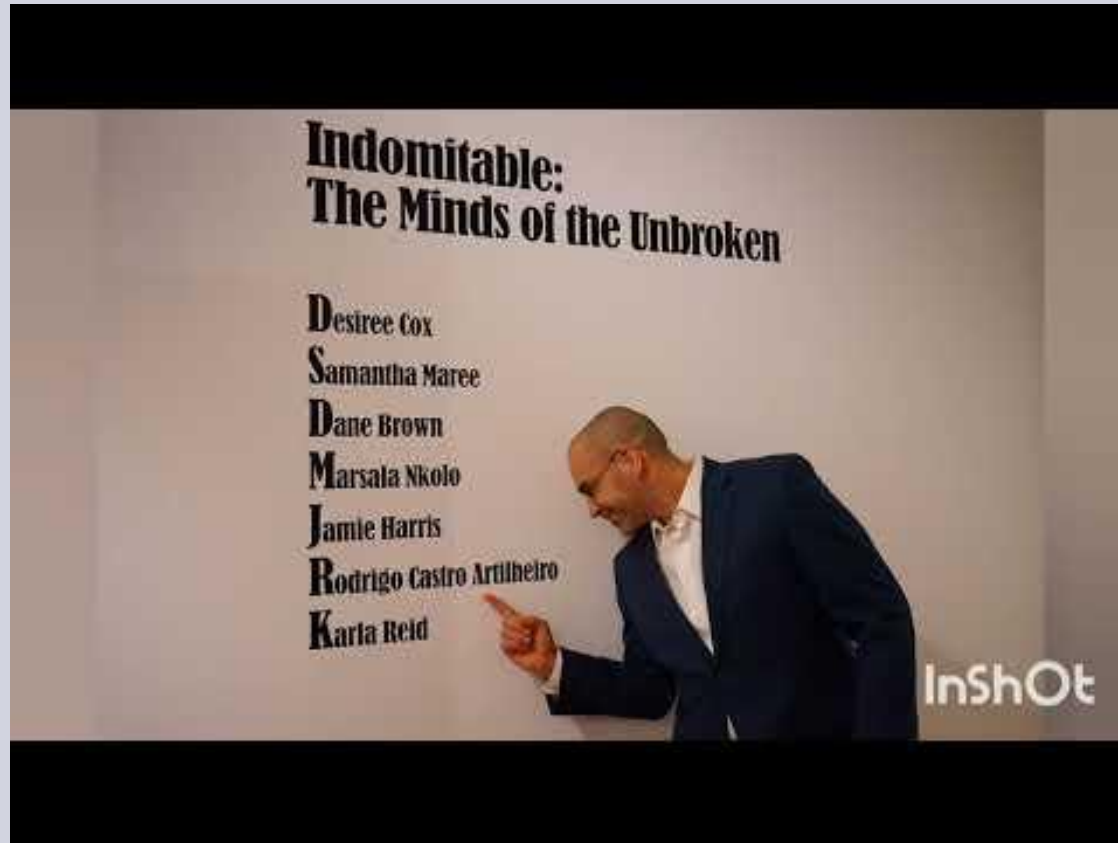 Indomitable:
The Minds of the Unbroken
Desiree Cox
Samantha Maree
Dane Brown
Marsala Nkolo
Jamie Harris
Rodrigo Castro Artilheiro
Karla Reid
InShOt